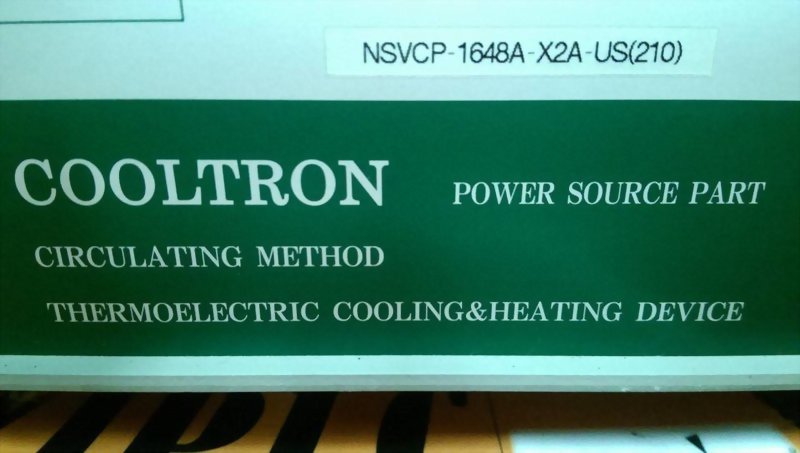 NSVCP-1648A-X2A-US(210)
COOLTRON POWER SOURCE PART
CIRCULATING METHOD
THERMOELECTRIC COOLING&HEATING DEVICE